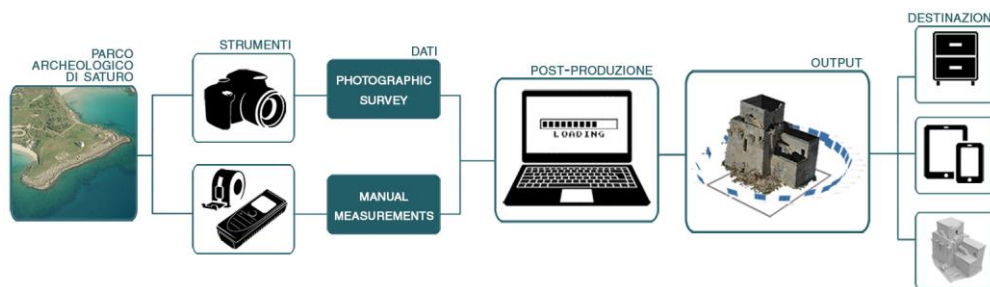 PARCO
ARCHEOLOGICO
DI SATURO
STRUMENTI
DATI
PHOTOGRAPHIC
SURVEY
MANUAL
MEASUREMENTS
POST-PRODUZIONE
LOADING
OUTPUT
DESTINAZION